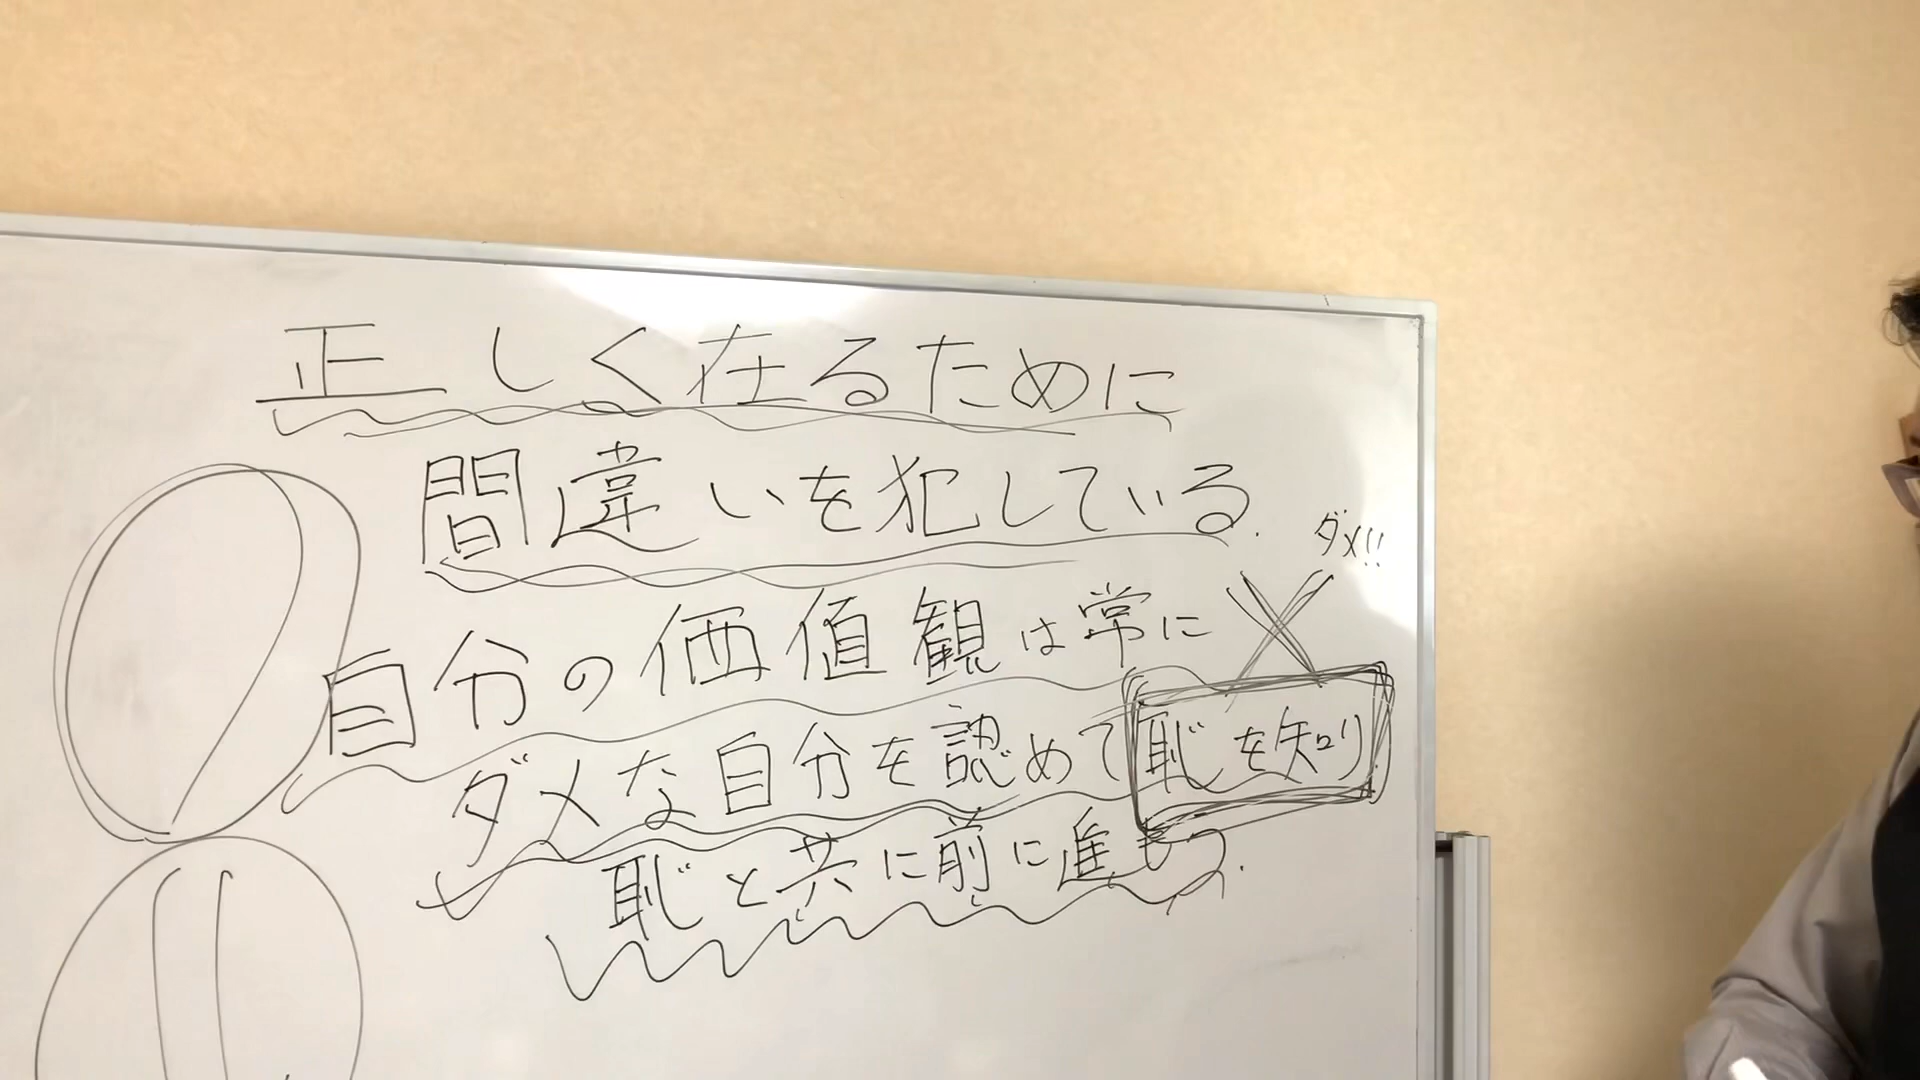 正しく在るために
間違いを犯している.
ダメ!!
自分の価値観は常に
ダメな自分を認めて恥を知り
恥と共に前に進もう.